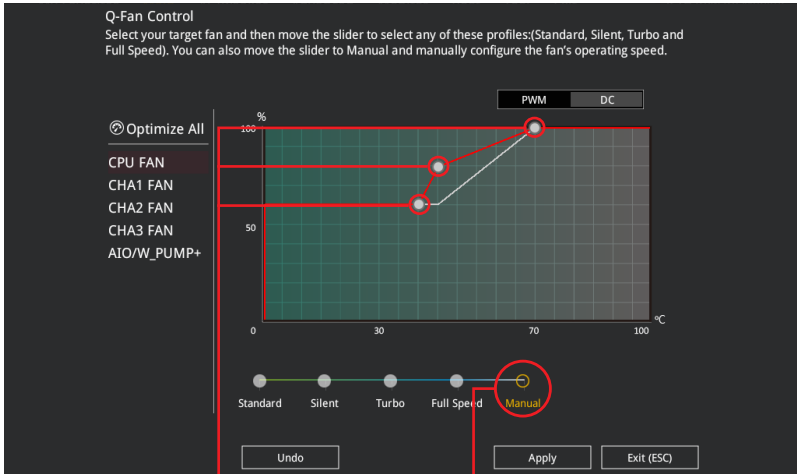 Q-Fan Control
Select your target fan and then move the slider to select any of these profiles:(Standard, Silent, Turbo and
Full Speed). You can also move the slider to Manual and manually configure the fan's operating speed.
PWM DC
Optimize All
CPU FAN
CHA1 FAN
CHA2 FAN
CHA3 FAN
AIO/W_PUMP+
%
100
50
0 30 70 100 ºC
Standard Silent Turbo Full Speed Manual
Undo Apply Exit (ESC)